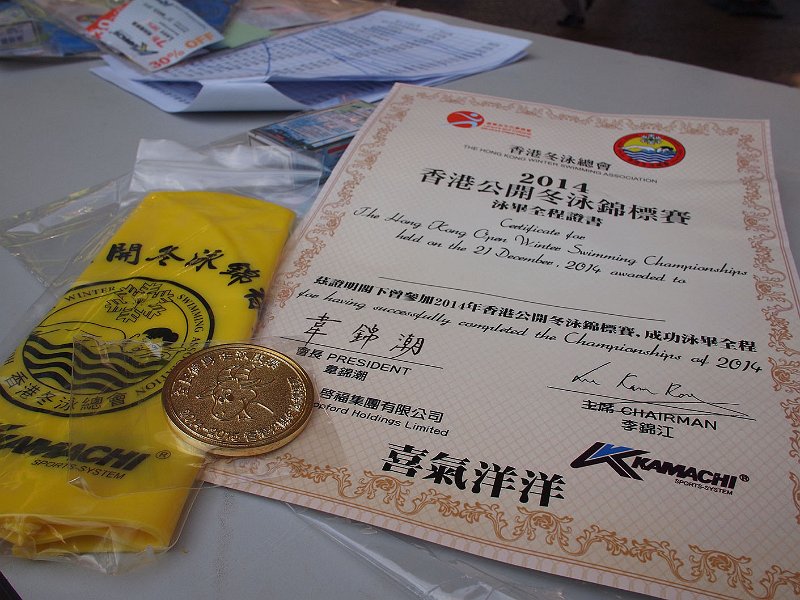 30% OFF
香港冬泳總會
THE HONG KONG WINTER SWIMMING ASSOCIATION
2014
香港公開冬泳錦標賽
泳畢全程證書
Certificate for
The Hong Kong Open Winter Swimming Championships
held on the 21 December, 2014 awarded to
茲證明閣下曾參加2014年香港公開冬泳錦標賽,成功泳畢全程
for having successfully completed the Championships of 2014
韋錦潮
會長 PRESIDENT
韋錦潮
主席 CHAIRMAN
李錦江
啓福集團有限公司
opford Holdings Limited
喜氣洋洋
KAMACHI®
SPORTS-SYSTEM
開冬泳錦標
WINTER SWIMMING ASSOCIATION
香港冬泳總會
KAMACHI®
SPORTS-SYSTEM